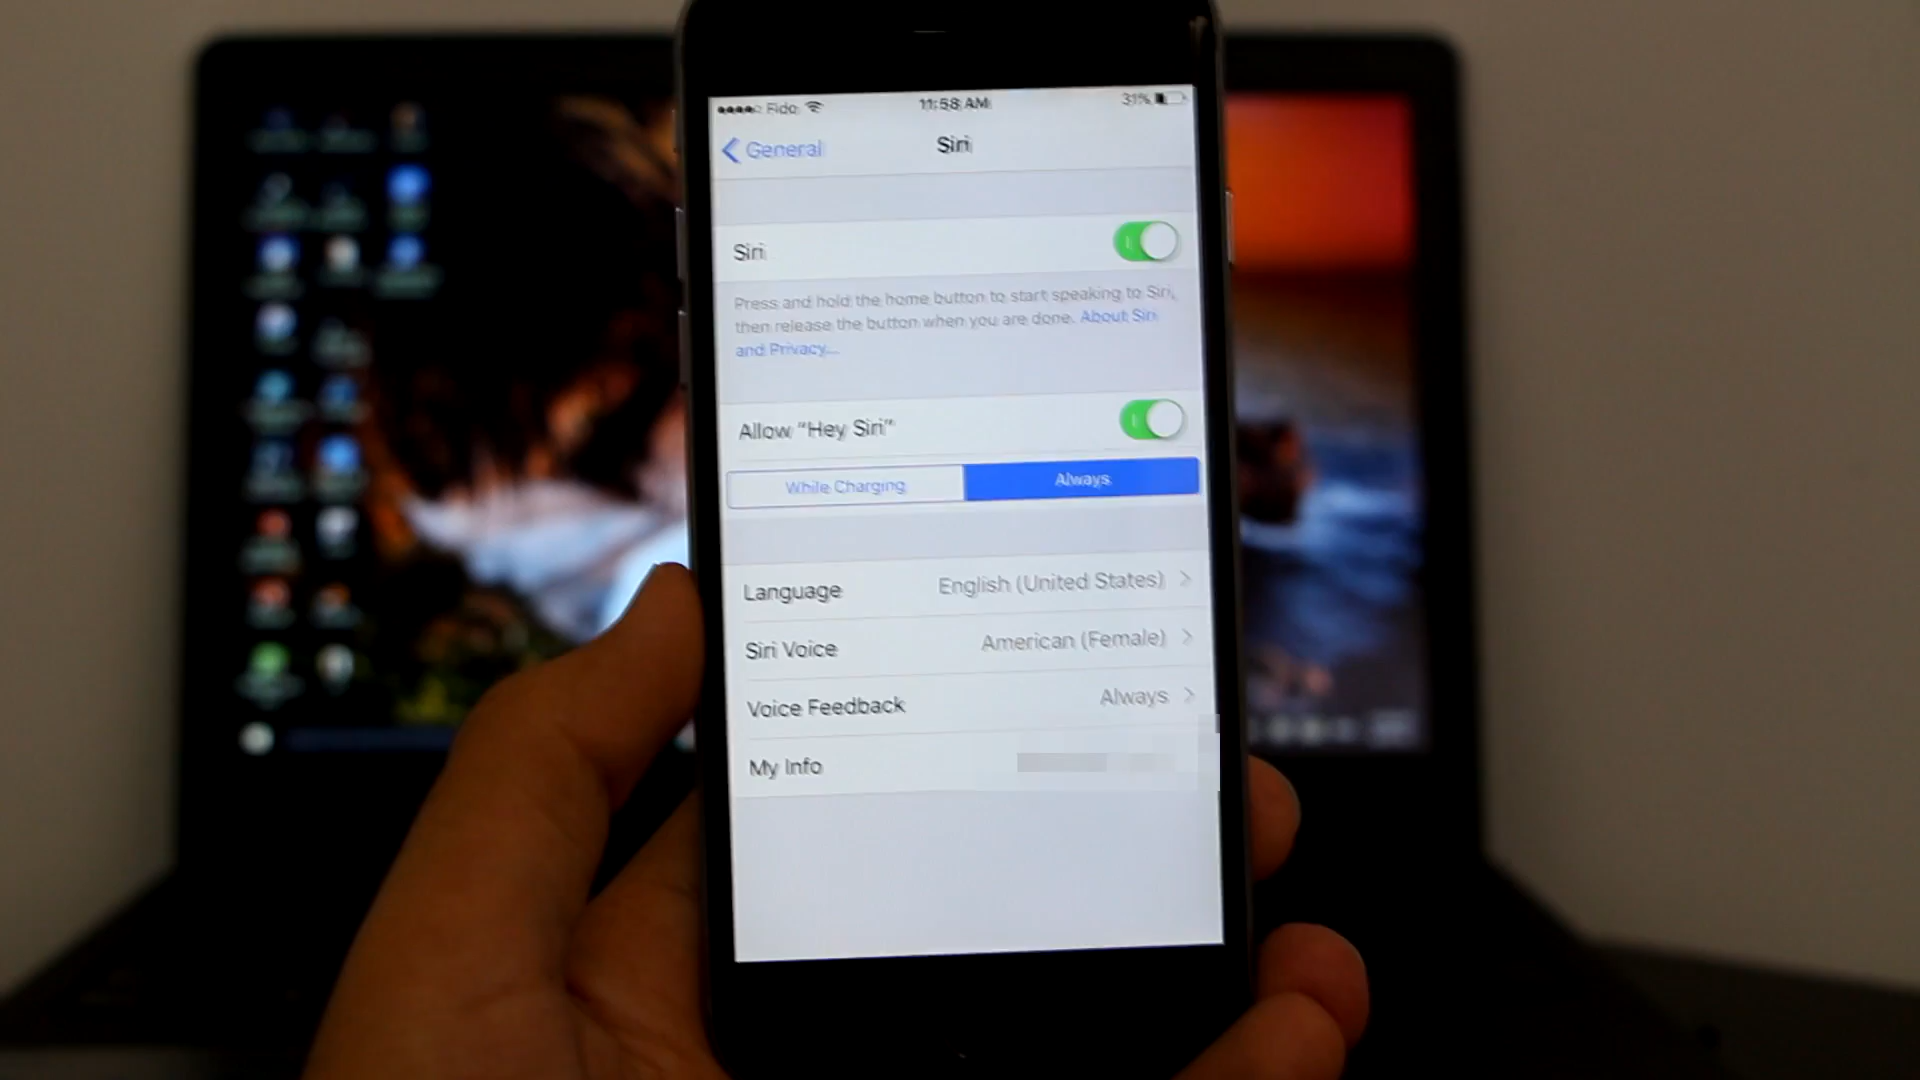 Fido 11:58 AM 31%
General Siri
Siri
Press and hold the home button to start speaking to Siri,
then release the button when you are done. About Siri
and Privacy...
Allow “Hey Siri”
While Charging Always
Language English (United States)
Siri Voice American (Female)
Voice Feedback Always
My Info